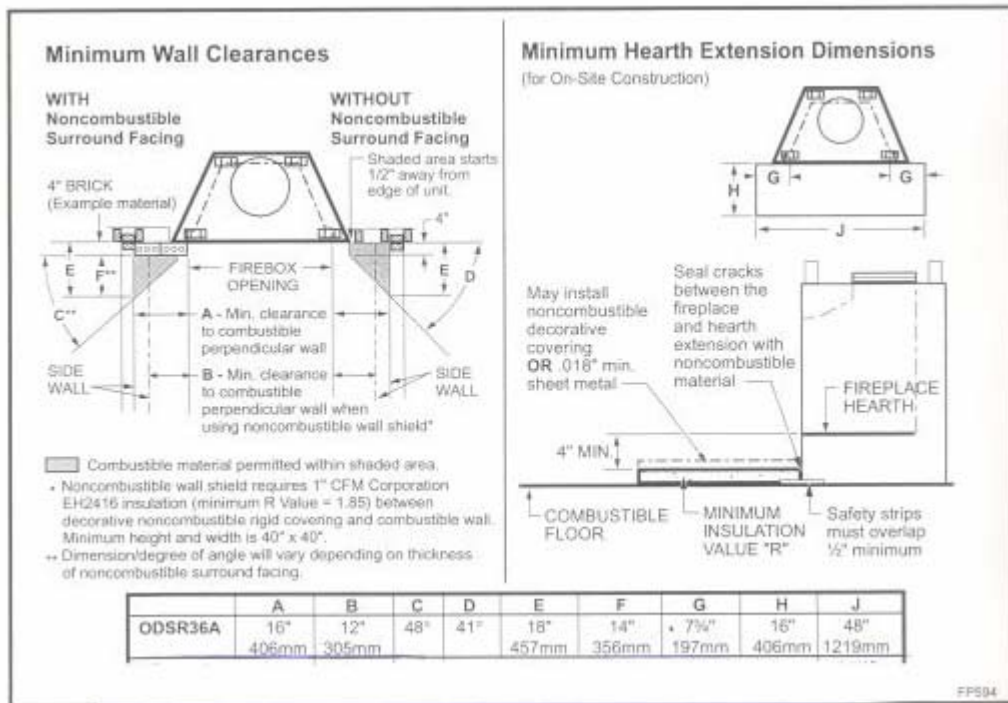 Minimum Wall Clearances
WITH
Noncombustible
Surround Facing
WITHOUT
Noncombustible
Surround Facing
Shaded area starts
1/2" away from
edge of unit.
4" BRICK
(Example material)
4"
E
F**
C**
FIREBOX
OPENING
E
D
A - Min. clearance
to combustible
perpendicular wall
SIDE
WALL
B - Min. clearance
to combustible
perpendicular wall when
using noncombustible wall shield*
SIDE
WALL
Combustible material permitted within shaded area.
* Noncombustible wall shield requires 1" CFM Corporation
EH2416 insulation (minimum R Value = 1.85) between
decorative noncombustible rigid covering and combustible wall.
Minimum height and width is 40" x 40".
** Dimension/degree of angle will vary depending on thickness
of noncombustible surround facing.
Minimum Hearth Extension Dimensions
(for On-Site Construction)
G
G
H
J
May install
noncombustible
decorative
covering
OR .018" min.
sheet metal
Seal cracks
between the
fireplace
and hearth
extension with
noncombustible
material
FIREPLACE
HEARTH
4" MIN.
COMBUSTIBLE
FLOOR
MINIMUM
INSULATION
VALUE "R"
Safety strips
must overlap
½" minimum
A B C D E F G H J
ODSR36A 16" 12" 48° 41° 18" 14" 7¾" 16" 48"
406mm 305mm 457mm 356mm 197mm 406mm 1219mm
FP594